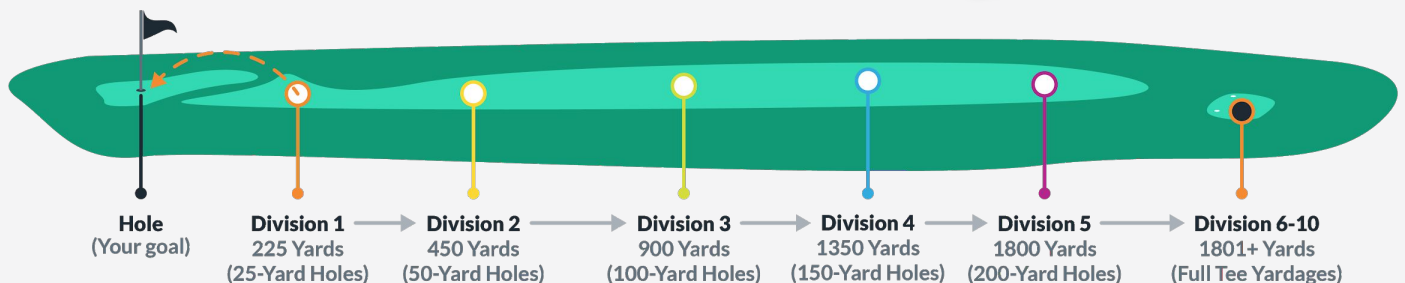 Hole
(Your goal)
Division 1
225 Yards
(25-Yard Holes)
Division 2
450 Yards
(50-Yard Holes)
Division 3
900 Yards
(100-Yard Holes)
Division 4
1350 Yards
(150-Yard Holes)
Division 5
1800 Yards
(200-Yard Holes)
Division 6-10
1801+ Yards
(Full Tee Yardages)